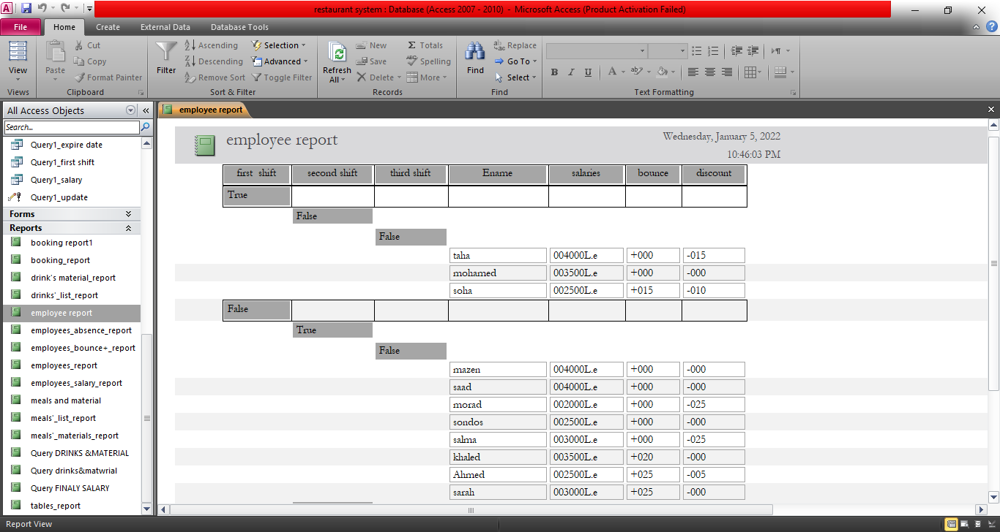 restaurant system : Database (Access 2007 - 2010) - Microsoft Access (Product Activation Failed)
File Home Create External Data Database Tools
View
Views
Paste
Cut
Copy
Format Painter
Clipboard
Filter
Ascending
Descending
Remove Sort
Selection
Advanced
Toggle Filter
Sort & Filter
Refresh All
New
Save
Delete
Totals
Spelling
More
Records
Find
Replace
Go To
Select
Find
B I U
A
Text Formatting
All Access Objects
Search...
Query1_expire date
Query1_first shift
Query1_salary
Query1_update
Forms
Reports
booking report1
booking_report
drink's material_report
drinks'_list_report
employee report
employees_absence_report
employees_bounce+_report
employees_report
employees_salary_report
meals and material
meals'_list_report
meals'_materials_report
Query DRINKS &MATERIAL
Query drinks&matwrial
Query FINALY SALARY
tables_report
employee report
employee report
Wednesday, January 5, 2022
10:46:03 PM
first shift second shift third shift Ename salaries bounce discount
True
False
False
taha 004000L.e +000 -015
mohamed 003500L.e +000 -000
soha 002500L.e +015 -010
False
True
False
mazen 004000L.e +000 -000
saad 004000L.e +000 -000
morad 002000L.e +000 -025
sondos 002500L.e +000 -000
salma 003000L.e +000 -025
khaled 003500L.e +020 -000
Ahmed 002500L.e +025 -005
sarah 003000L.e +025 -000
Report View